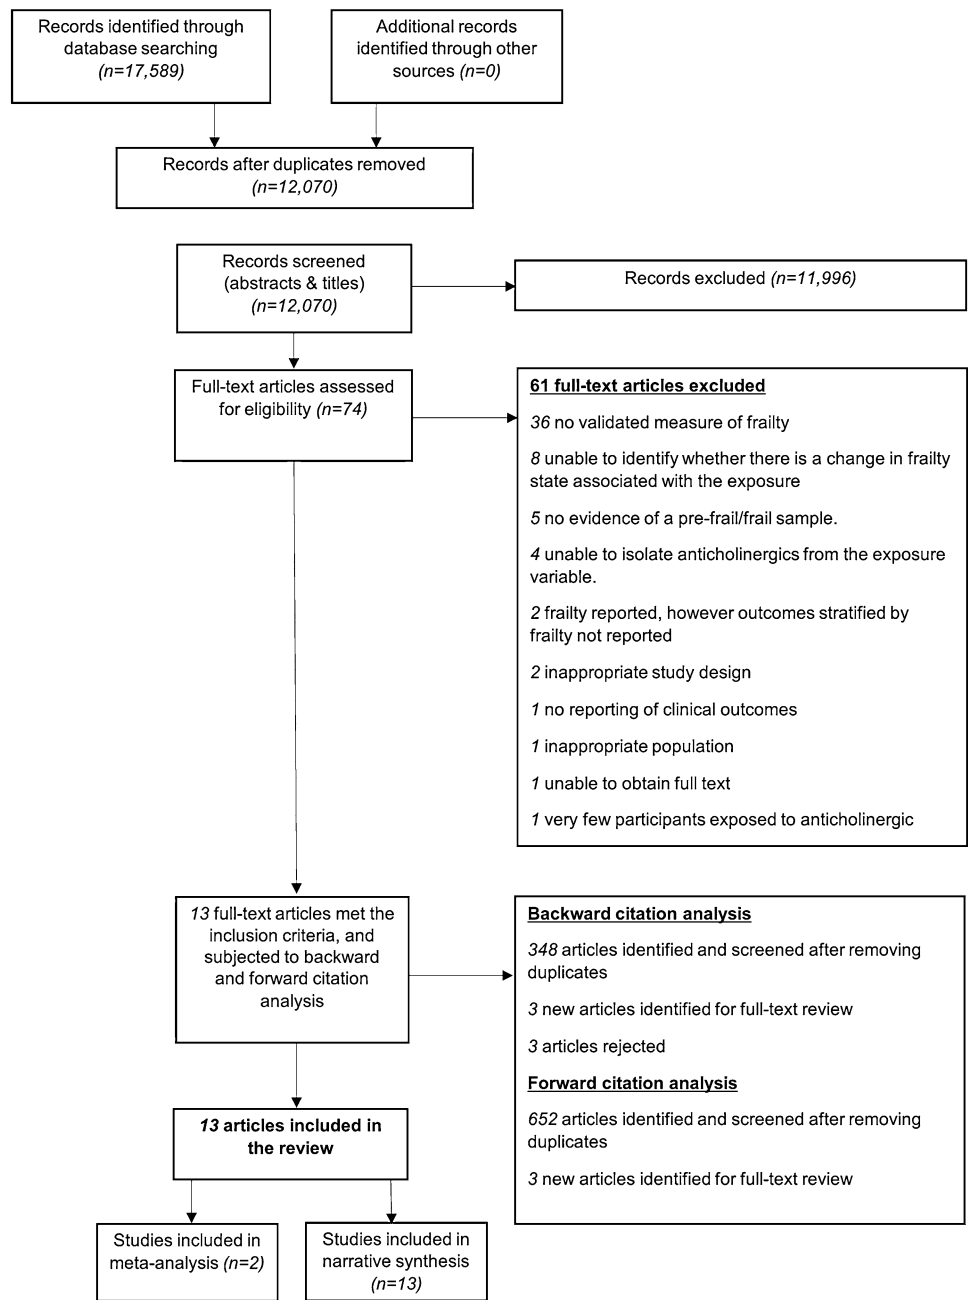 Records identified through
database searching
(n=17,589)
Additional records
identified through other
sources (n=0)
Records after duplicates removed
(n=12,070)
Records screened
(abstracts & titles)
(n=12,070)
Records excluded (n=11,996)
Full-text articles assessed
for eligibility (n=74)
61 full-text articles excluded
36 no validated measure of frailty
8 unable to identify whether there is a change in frailty
state associated with the exposure
5 no evidence of a pre-frail/frail sample.
4 unable to isolate anticholinergics from the exposure
variable.
2 frailty reported, however outcomes stratified by
frailty not reported
2 inappropriate study design
1 no reporting of clinical outcomes
1 inappropriate population
1 unable to obtain full text
1 very few participants exposed to anticholinergic
13 full-text articles met the
inclusion criteria, and
subjected to backward
and forward citation
analysis
Backward citation analysis
348 articles identified and screened after removing
duplicates
3 new articles identified for full-text review
3 articles rejected
Forward citation analysis
652 articles identified and screened after removing
duplicates
3 new articles identified for full-text review
13 articles included in
the review
Studies included in
meta-analysis (n=2)
Studies included in
narrative synthesis
(n=13)